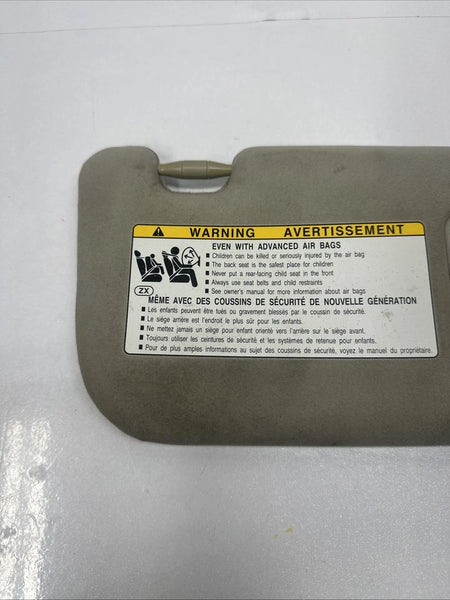 WARNING AVERTISSEMENT
EVEN WITH ADVANCED AIR BAGS
Children can be killed or seriously injured by the air bag
The back seat is the safest place for children
Never put a rear-facing child seat in the front
Always use seat belts and child restraints
See owner's manual for more information about air bags
ZX
MÊME AVEC DES COUSSINS DE SÉCURITÉ DE NOUVELLE GÉNÉRATION
Les enfants peuvent être tués ou gravement blessés par le coussin de sécurité.
Le siège arrière est l'endroit le plus sûr pour les enfants.
Ne mettez jamais un siège pour enfant orienté vers l'arrière sur le siège avant.
Toujours utiliser les ceintures de sécurité et les systèmes de retenue pour enfants.
Pour de plus amples informations au sujet des coussins de sécurité, voyez le manuel du propriétaire.